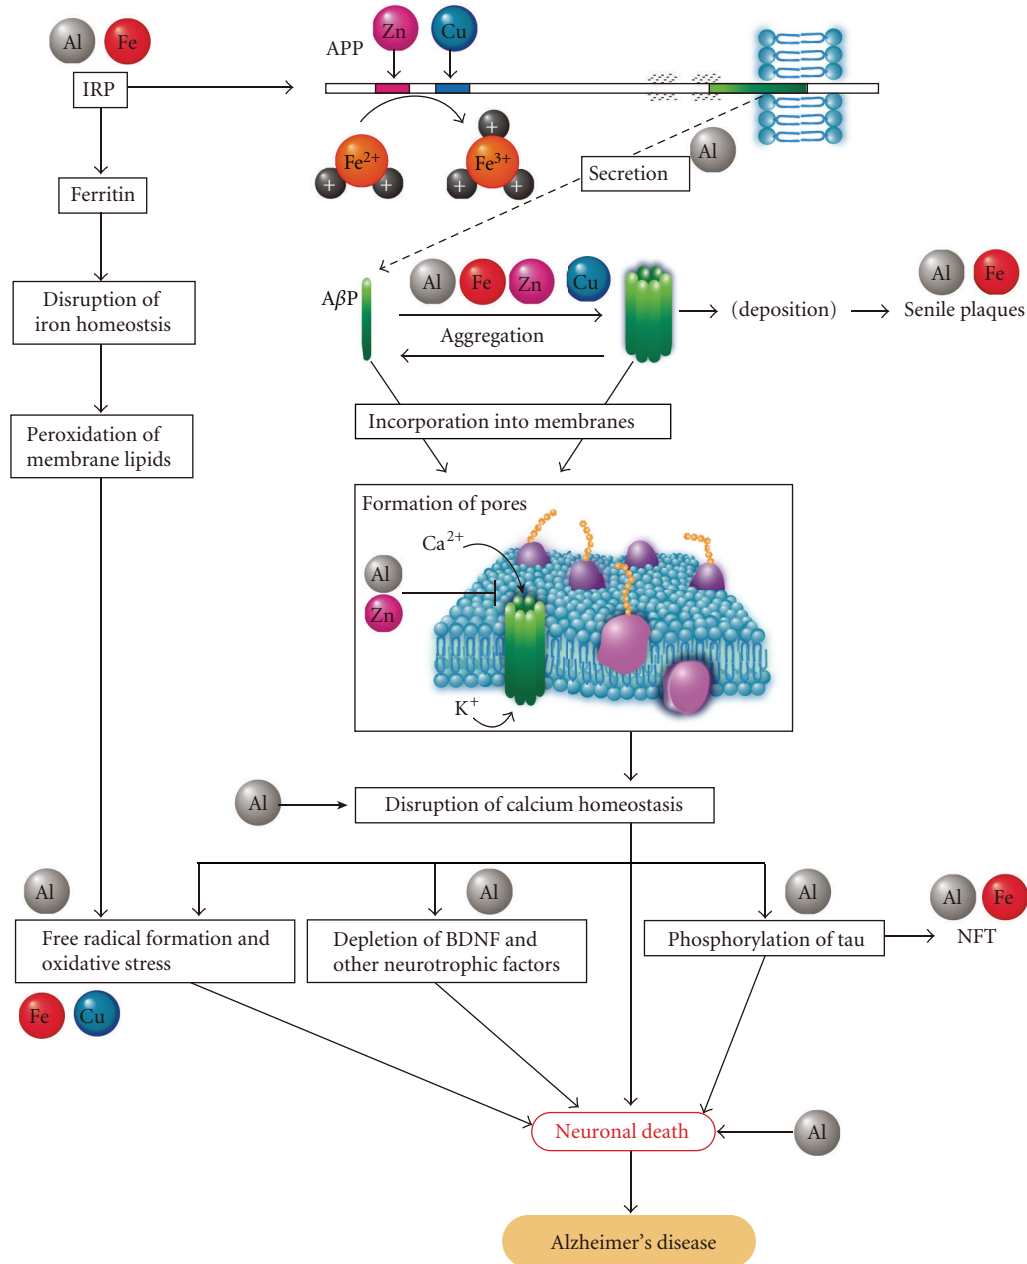 Al Fe
IRP
APP
Zn Cu
Fe2+
+ +
Fe3+
+
+ +
Secretion
Al
Ferritin
Disruption of
iron homeostsis
Peroxidation of
membrane lipids
AβP
Al Fe Zn Cu
Aggregation
(deposition)
Al Fe
Senile plaques
Incorporation into membranes
Formation of pores
Ca2+
Al
Zn
K+
Al
Disruption of calcium homeostasis
Al
Free radical formation and
oxidative stress
Fe Cu
Al
Depletion of BDNF and
other neurotrophic factors
Al
Phosphorylation of tau
Al Fe
NFT
Neuronal death
Al
Alzheimer's disease